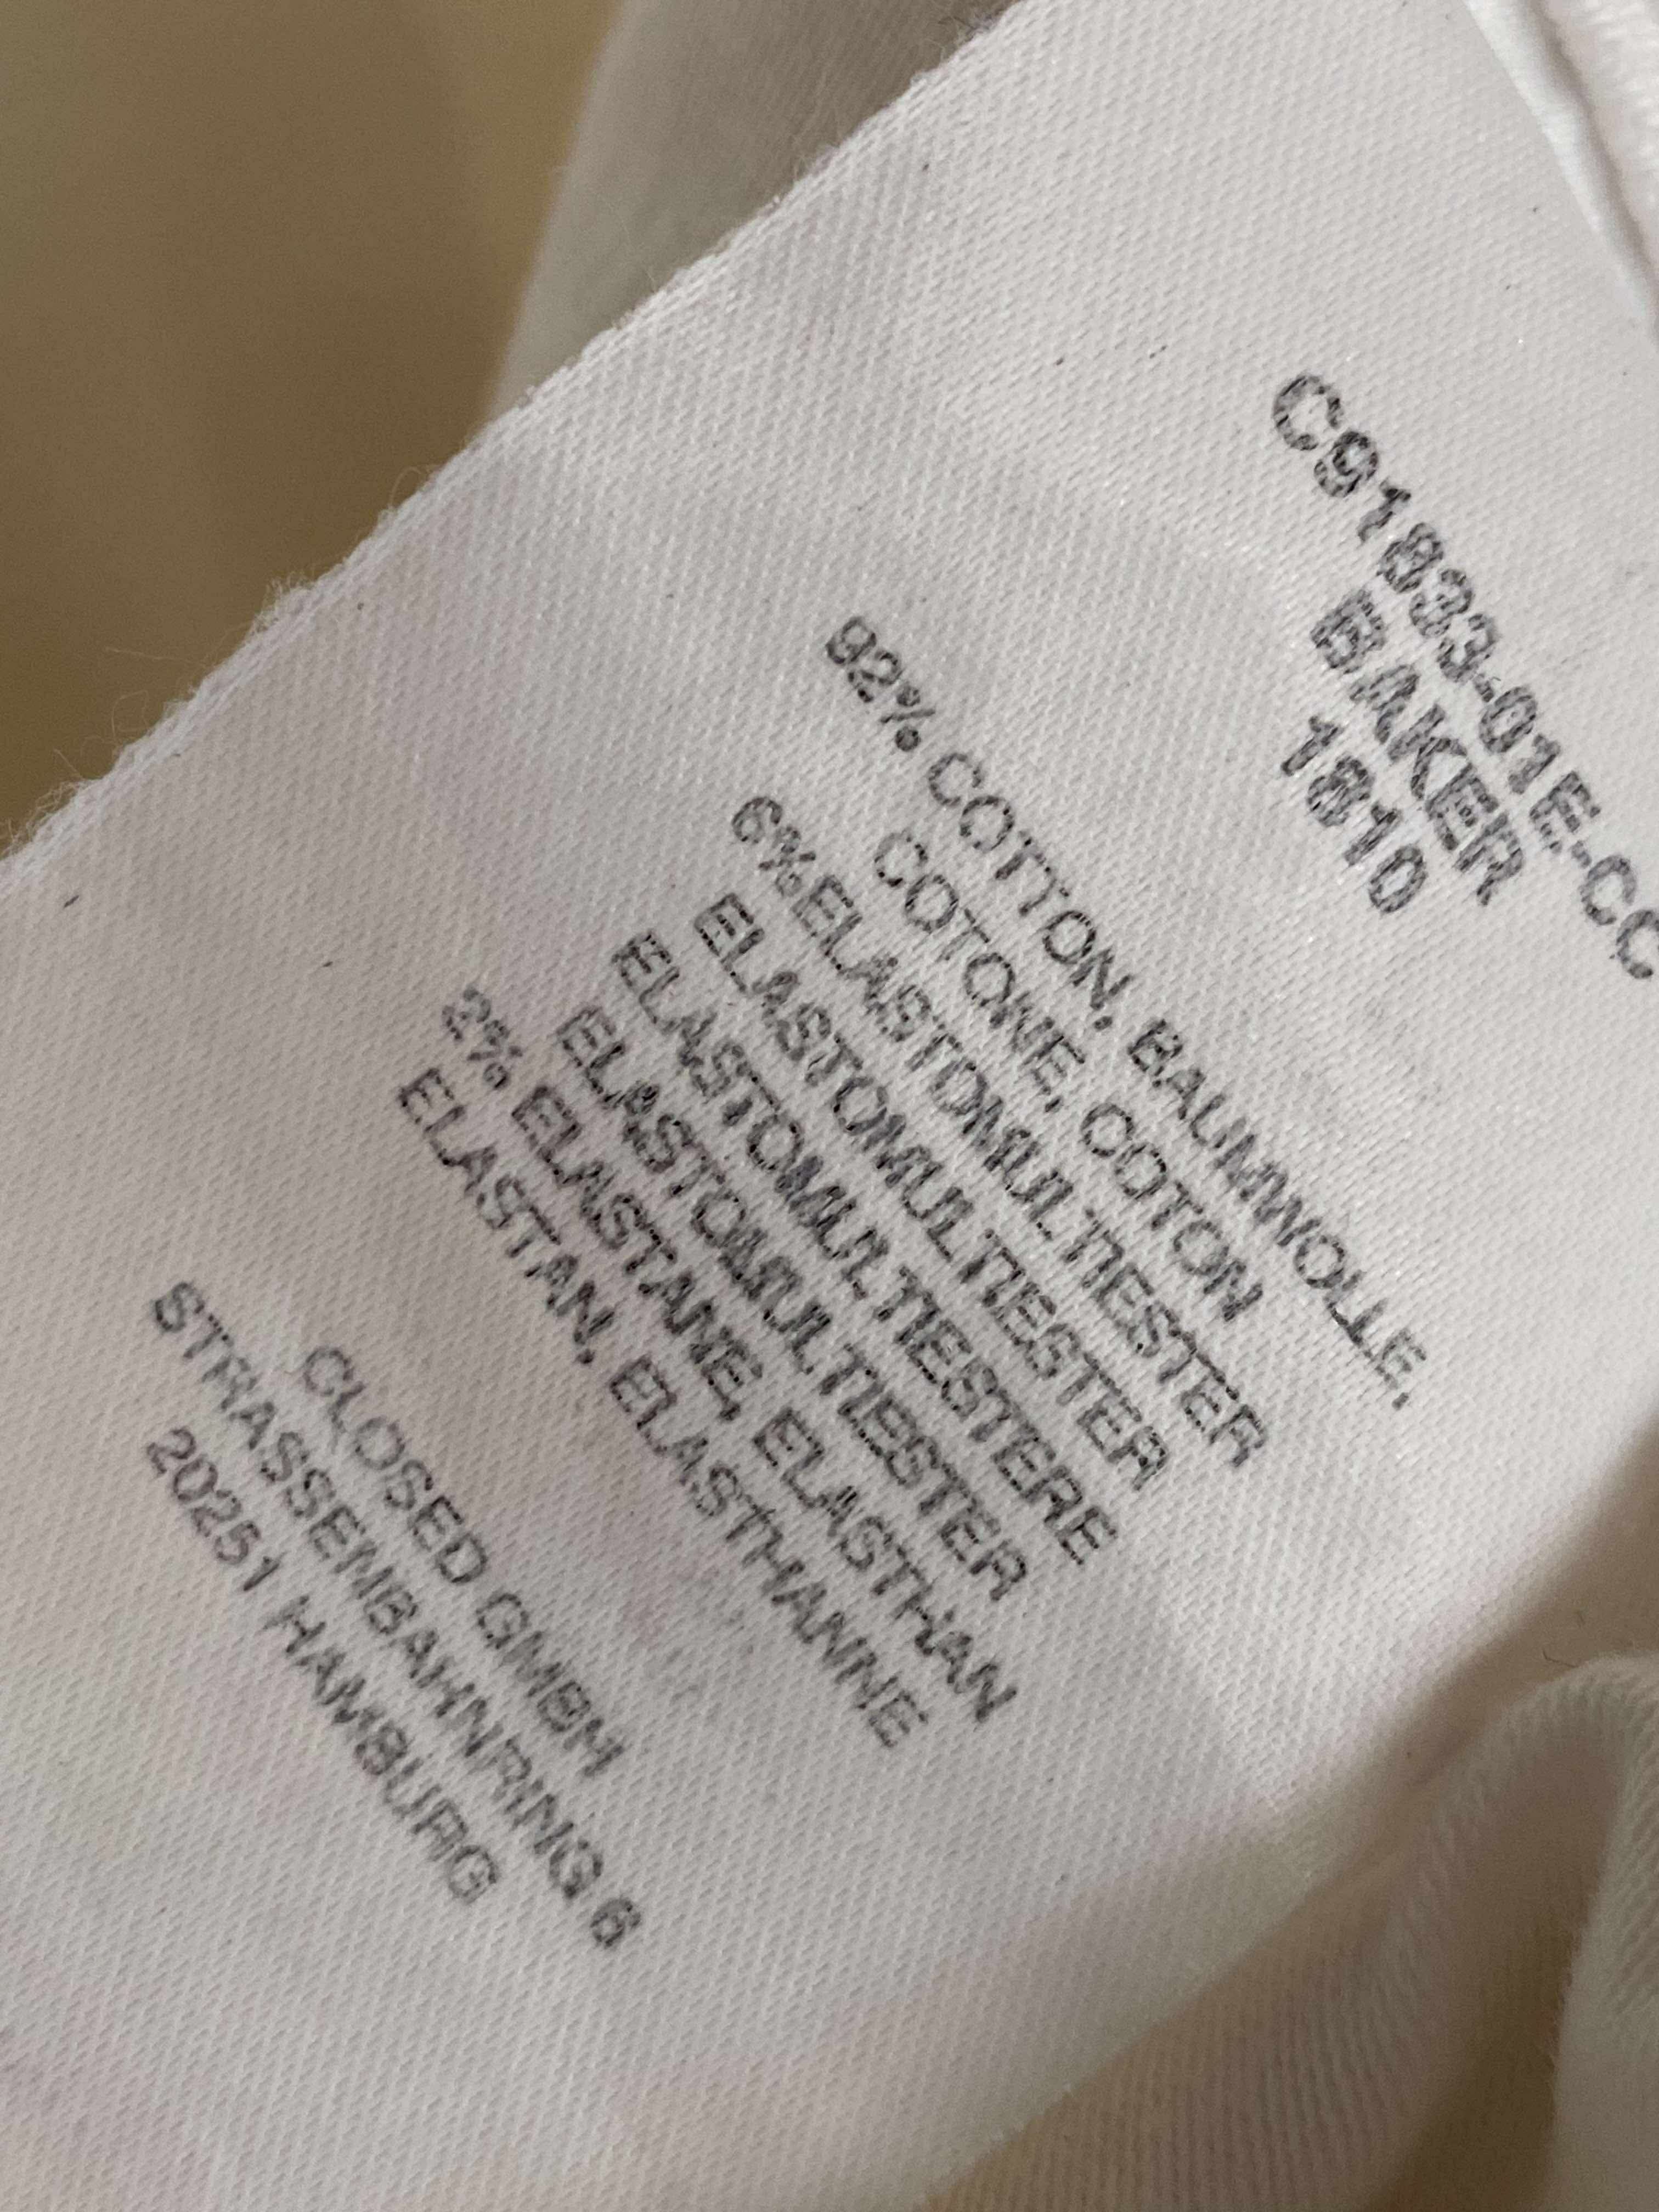 C91833-01E-CC
BAKER
1810
92% COTTON, BAUMWOLLE,
COTONE, COTON
6%ELASTOMULTIESTER
ELASTOMULTIESTER
ELASTOMULTIESTERE
ELASTOMULTIESTER
2% ELASTANE, ELASTHAN
ELASTAN, ELASTHANNE
CLOSED GMBH
STRASSENBAHNRING 6
20251 HAMBURG